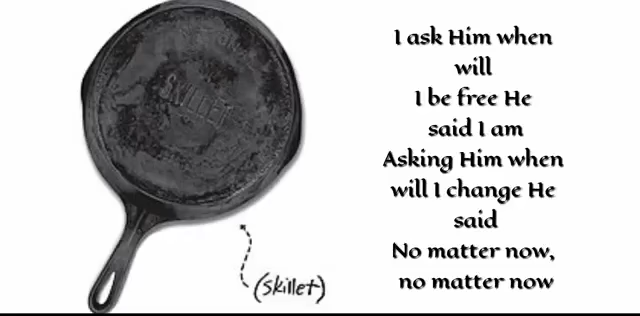 SKILLET
(skillet)
I ask Him when
will
I be free He
said I am
Asking Him when
will I change He
said
No matter now,
no matter now